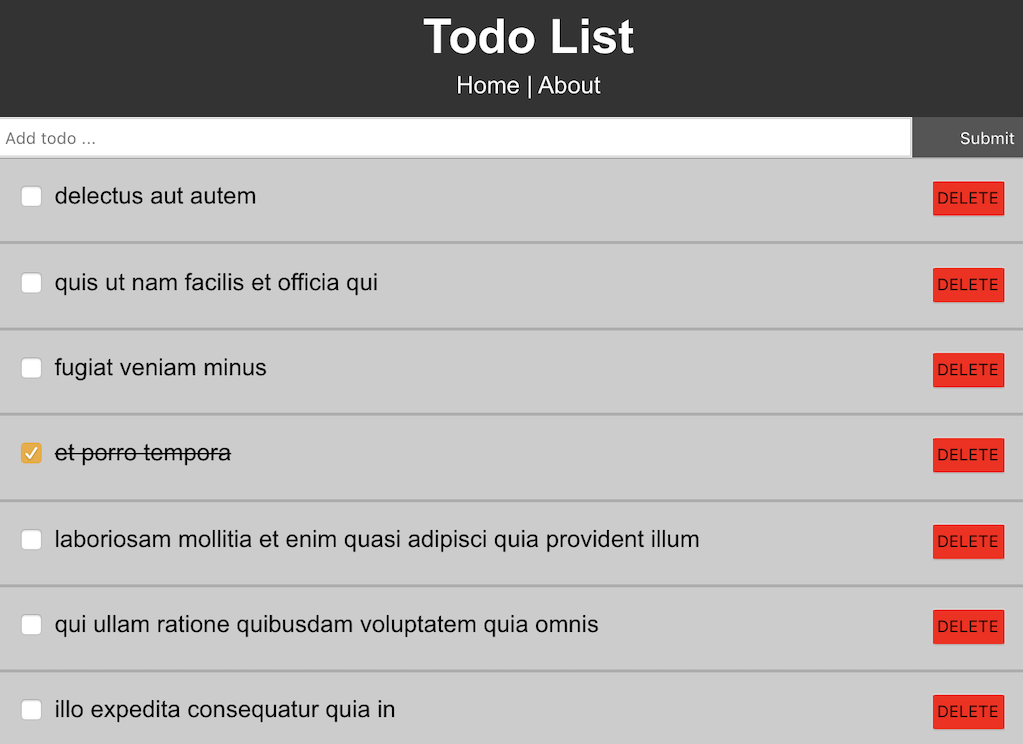 Todo List
Home | About
Add todo ... Submit
delectus aut autem DELETE
quis ut nam facilis et officia qui DELETE
fugiat veniam minus DELETE
et porro tempora DELETE
laboriosam mollitia et enim quasi adipisci quia provident illum DELETE
qui ullam ratione quibusdam voluptatem quia omnis DELETE
illo expedita consequatur quia in DELETE